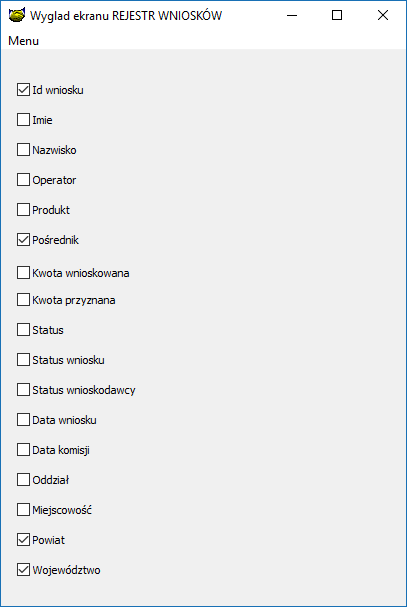 Wyglad ekranu REJESTR WNIOSKÓW
Menu
Id wniosku
Imie
Nazwisko
Operator
Produkt
Pośrednik
Kwota wnioskowana
Kwota przyznana
Status
Status wniosku
Status wnioskodawcy
Data wniosku
Data komisji
Oddział
Miejscowość
Powiat
Województwo